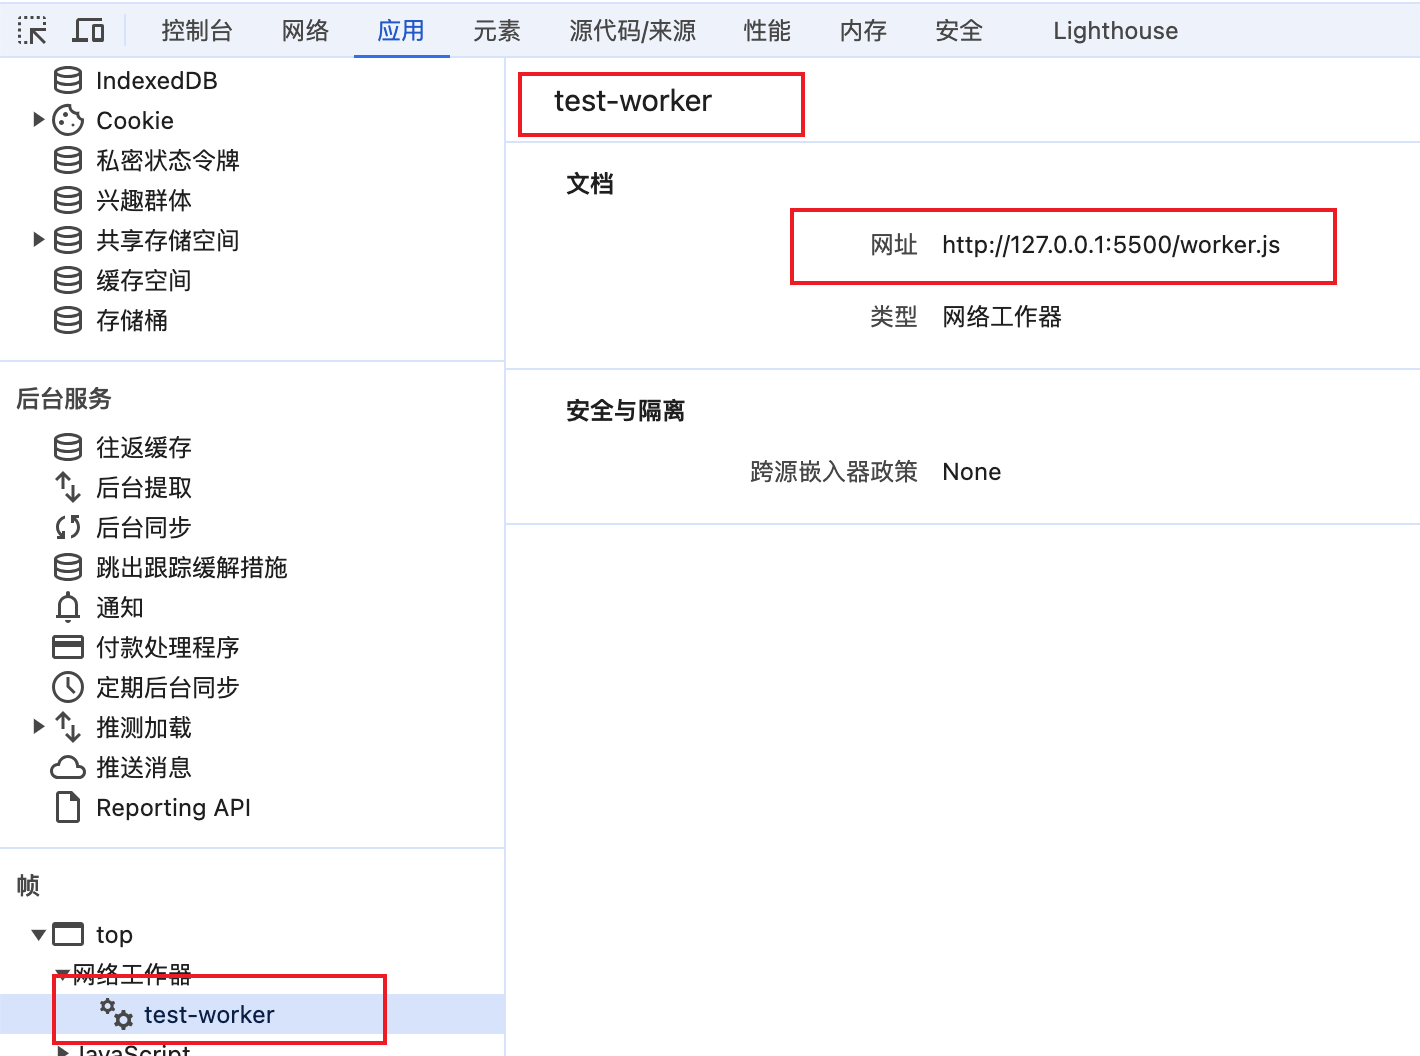 控制台 网络 应用 元素 源代码/来源 性能 内存 安全 Lighthouse
IndexedDB
Cookie
私密状态令牌
兴趣群体
共享存储空间
缓存空间
存储桶
后台服务
往返缓存
后台提取
后台同步
跳出跟踪缓解措施
通知
付款处理程序
定期后台同步
推测加载
推送消息
Reporting API
帧
top
网络工作器
test-worker
JavaScript
test-worker
文档
网址 http://127.0.0.1:5500/worker.js
类型 网络工作器
安全与隔离
跨源嵌入器政策 None